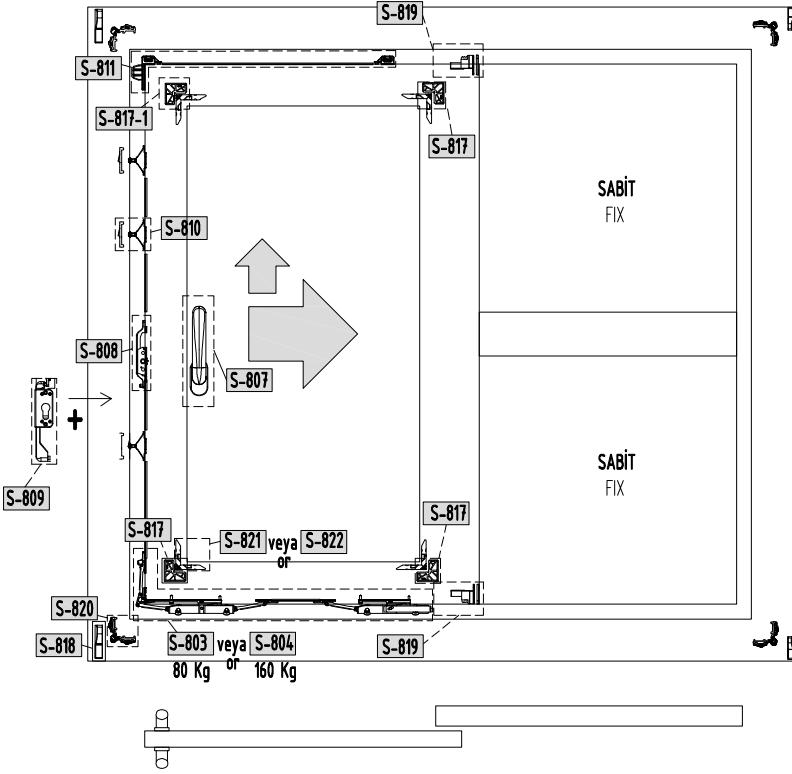 S-819
S-811
S-817-1
S-817
SABİT
FIX
S-810
S-808
S-807
+
S-809
SABİT
FIX
S-817
S-821 veya S-822
or
S-817
S-820
S-818
S-803 veya S-804
or
80 Kg 160 Kg
S-819